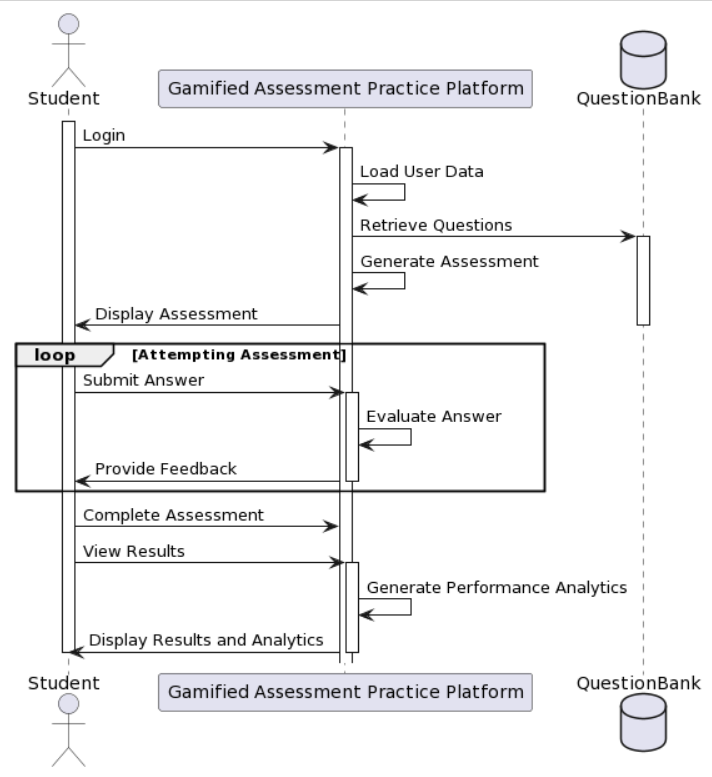 Student
Gamified Assessment Practice Platform
QuestionBank
Login
Load User Data
Retrieve Questions
Generate Assessment
Display Assessment
loop [Attempting Assessment]
Submit Answer
Evaluate Answer
Provide Feedback
Complete Assessment
View Results
Generate Performance Analytics
Display Results and Analytics
Student
Gamified Assessment Practice Platform
QuestionBank